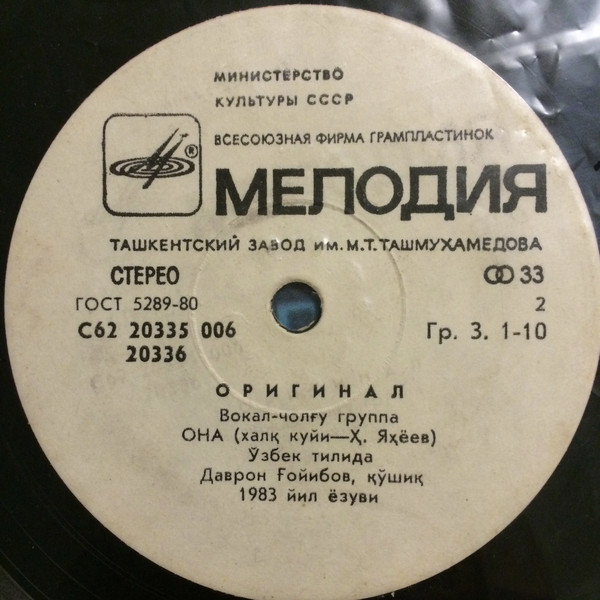 МИНИСТЕРСТВО
КУЛЬТУРЫ СССР
ВСЕСОЮЗНАЯ ФИРМА ГРАМПЛАСТИНОК
®
МЕЛОДИЯ
ТАШКЕНТСКИЙ ЗАВОД ИМ. М.Т. ТАШМУХАМЕДОВА
СТЕРЕО 33
ГОСТ 5289-80 2
С62 20335 006 Гр. 3. 1-10
20336
ОРИГИНАЛ
Вокал-чолғу группа
ОНА (халқ куйи—Ҳ. Яҳёев)
Ўзбек тилида
Даврон Ғойибов, қўшиқ
1983 йил ёзуви